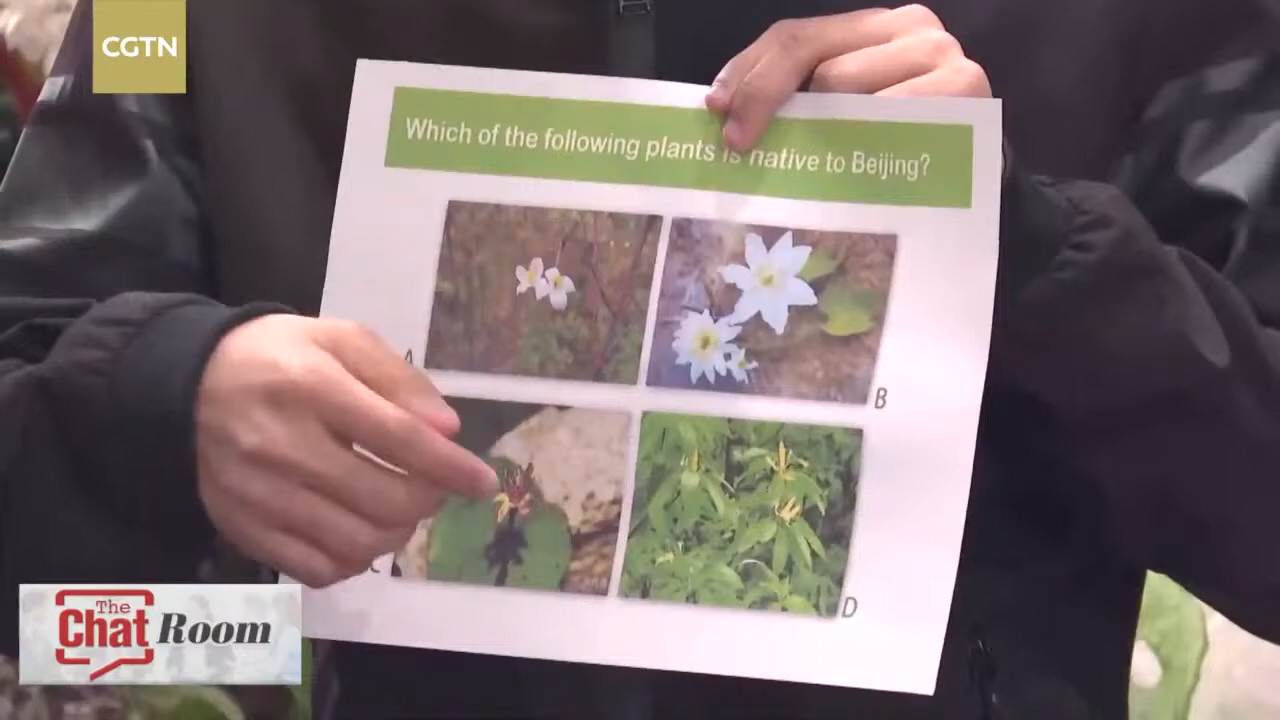 CGTN
Which of the following plants is native to Beijing?
A
B
C
D
The
Chat Room